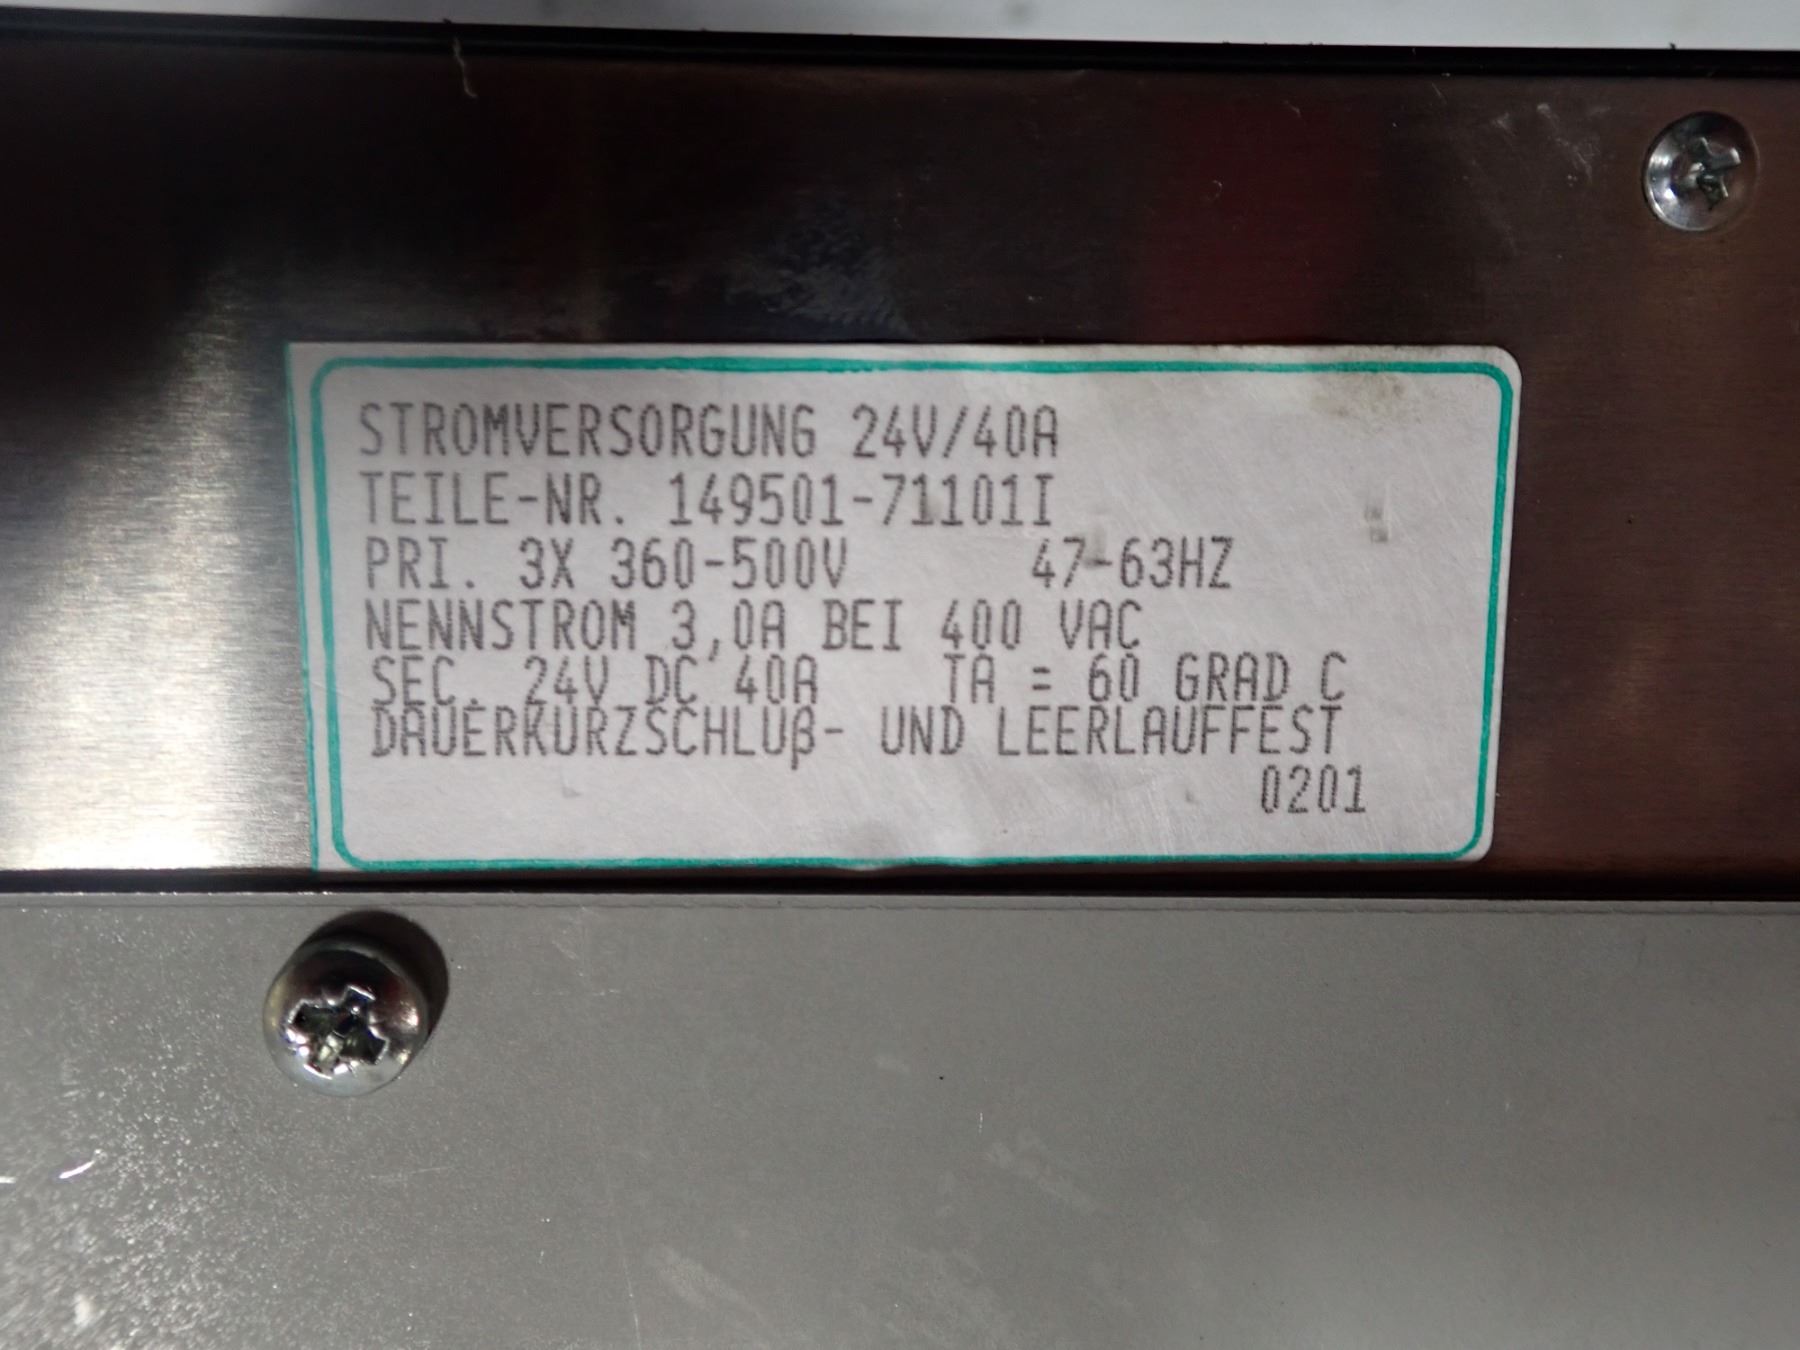 STROMVERSORGUNG 24V/40A
TEILE-NR. 149501-71101I
PRI. 3X 360-500V 47-63HZ
NENNSTROM 3,0A BEI 400 VAC
SEC. 24V DC 40A TA = 60 GRAD C
DAUERKURZSCHLUß- UND LEERLAUFFEST
0201